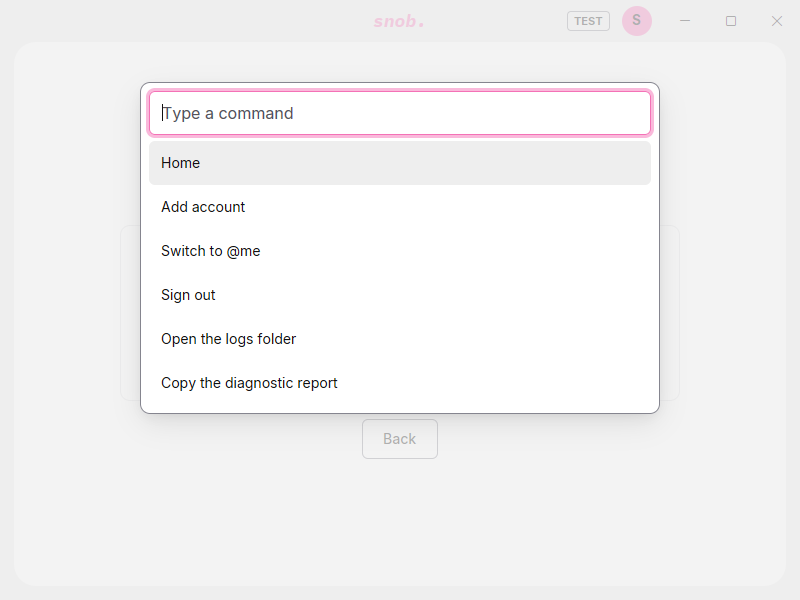 snob.
TEST
S
Type a command
Home
Add account
Switch to @me
Sign out
Open the logs folder
Copy the diagnostic report
Back